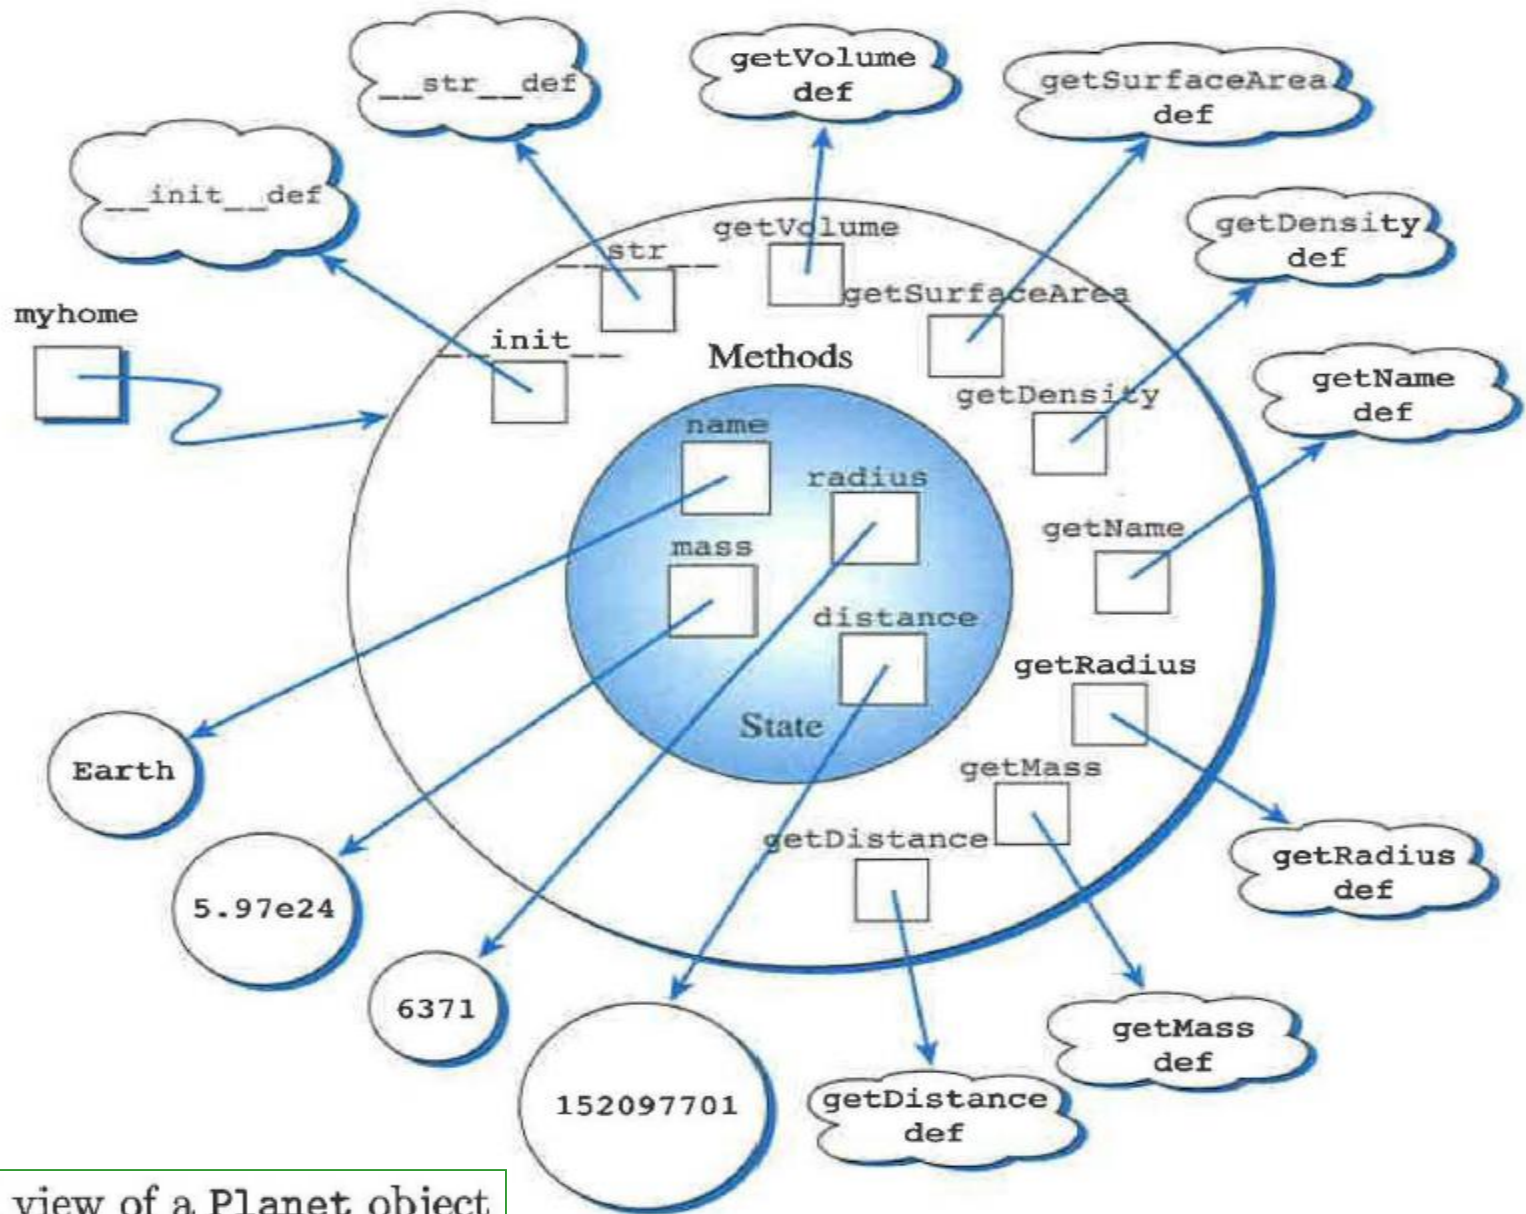 __str__def
getVolume
def
getSurfaceArea
def
__init__def
getDensity
def
myhome
__str__
getVolume
getSurfaceArea
__init__
Methods
getDensity
getName
def
name
radius
mass
getName
distance
getRadius
State
Earth
getMass
getDistance
getRadius
def
5.97e24
6371
getMass
def
152097701
getDistance
def
view of a Planet object